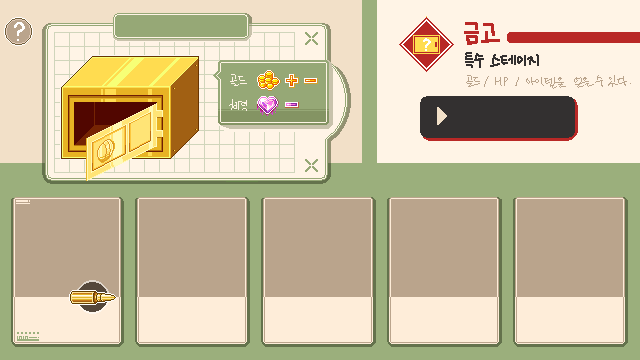 ?
골드 + -
체력 -
?
금고
특수 스테이지
골드 / HP / 아이템을 얻을 수 있다.